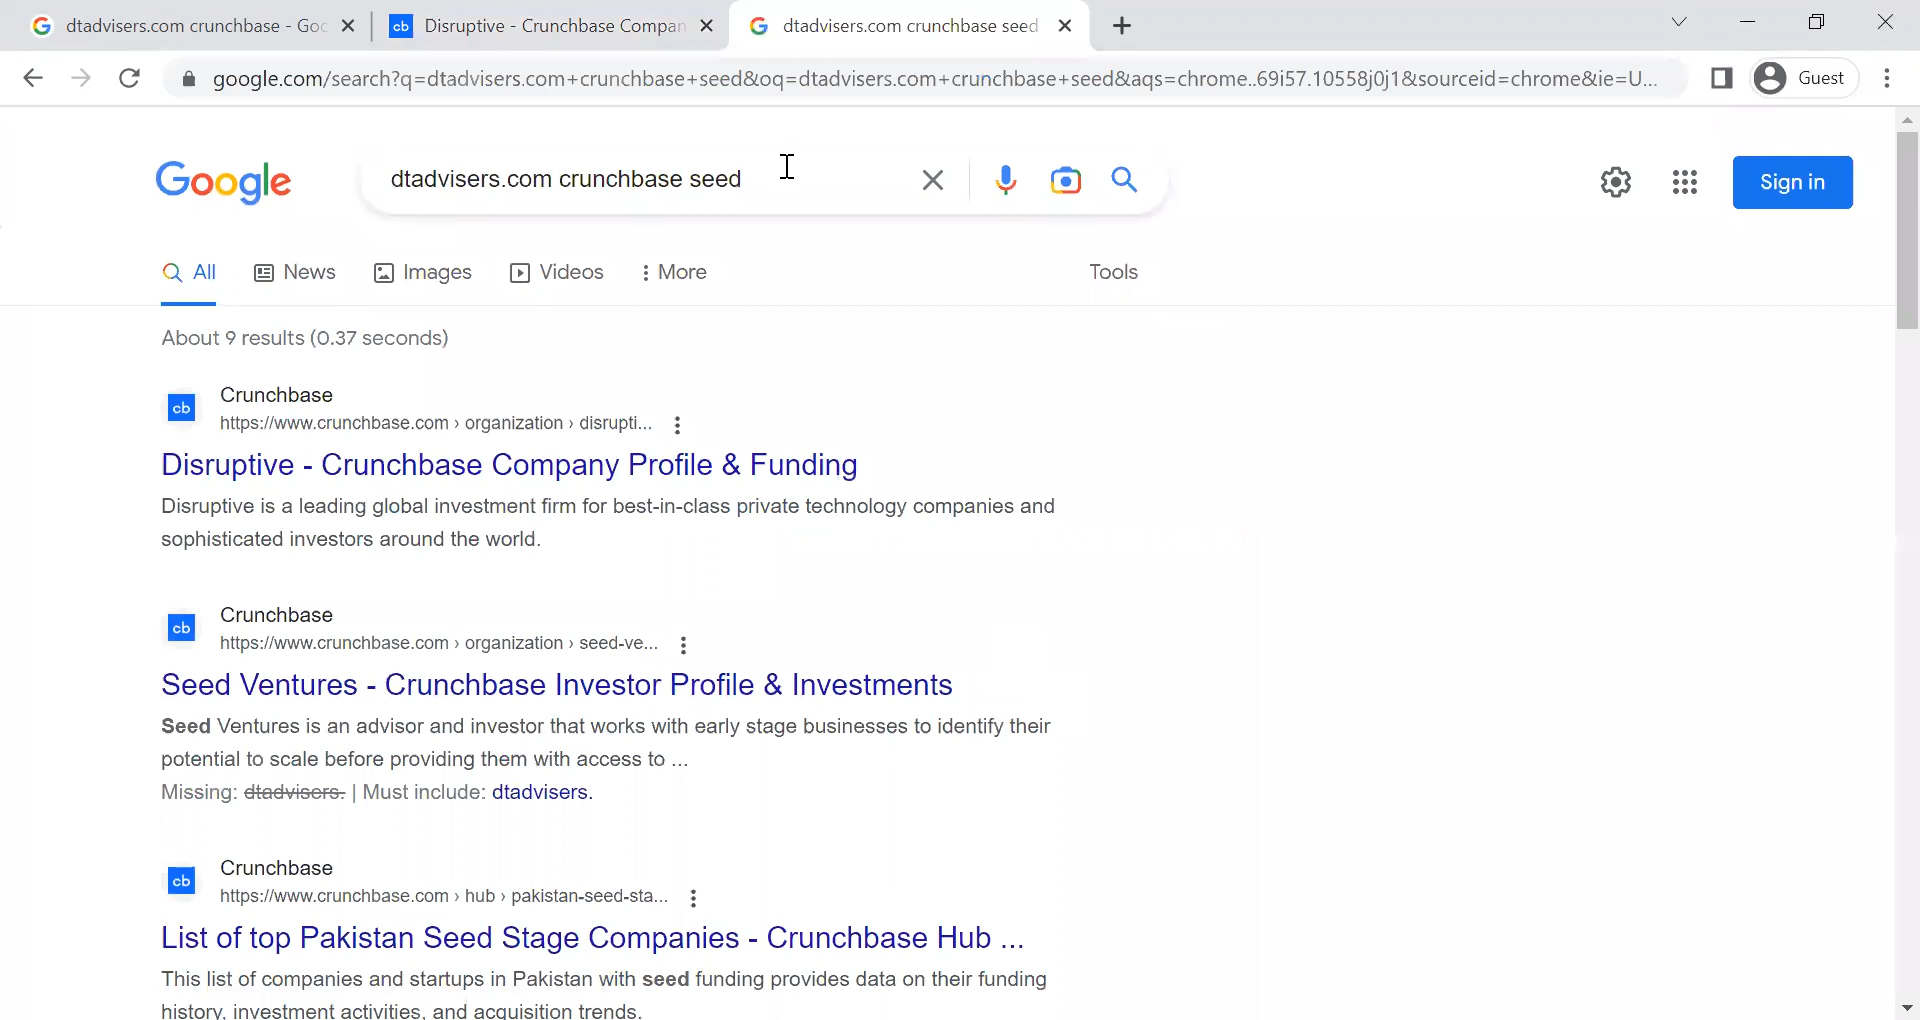 dtadvisers.com crunchbase - Goo
Disruptive - Crunchbase Compan
dtadvisers.com crunchbase seed
google.com/search?q=dtadvisers.com+crunchbase+seed&oq=dtadvisers.com+crunchbase+seed&aqs=chrome..69i57.10558j0j1&sourceid=chrome&ie=U...
Guest
Google
dtadvisers.com crunchbase seed
Sign in
All
News
Images
Videos
More
Tools
About 9 results (0.37 seconds)
cb
Crunchbase
https://www.crunchbase.com › organization › disrupti...
Disruptive - Crunchbase Company Profile & Funding
Disruptive is a leading global investment firm for best-in-class private technology companies and
sophisticated investors around the world.
cb
Crunchbase
https://www.crunchbase.com › organization › seed-ve...
Seed Ventures - Crunchbase Investor Profile & Investments
Seed Ventures is an advisor and investor that works with early stage businesses to identify their
potential to scale before providing them with access to ...
Missing: dtadvisers. | Must include: dtadvisers.
cb
Crunchbase
https://www.crunchbase.com › hub › pakistan-seed-sta...
List of top Pakistan Seed Stage Companies - Crunchbase Hub ...
This list of companies and startups in Pakistan with seed funding provides data on their funding
history, investment activities, and acquisition trends.